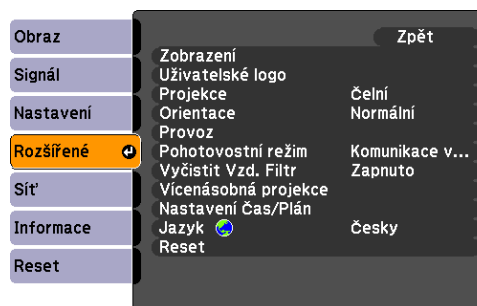 Obraz
Signál
Nastavení
Rozšířené
Síť
Informace
Reset
Zpět
Zobrazení
Uživatelské logo
Projekce Čelní
Orientace Normální
Provoz
Pohotovostní režim Komunikace v...
Vyčistit Vzd. Filtr Zapnuto
Vícenásobná projekce
Nastavení Čas/Plán
Jazyk Česky
Reset